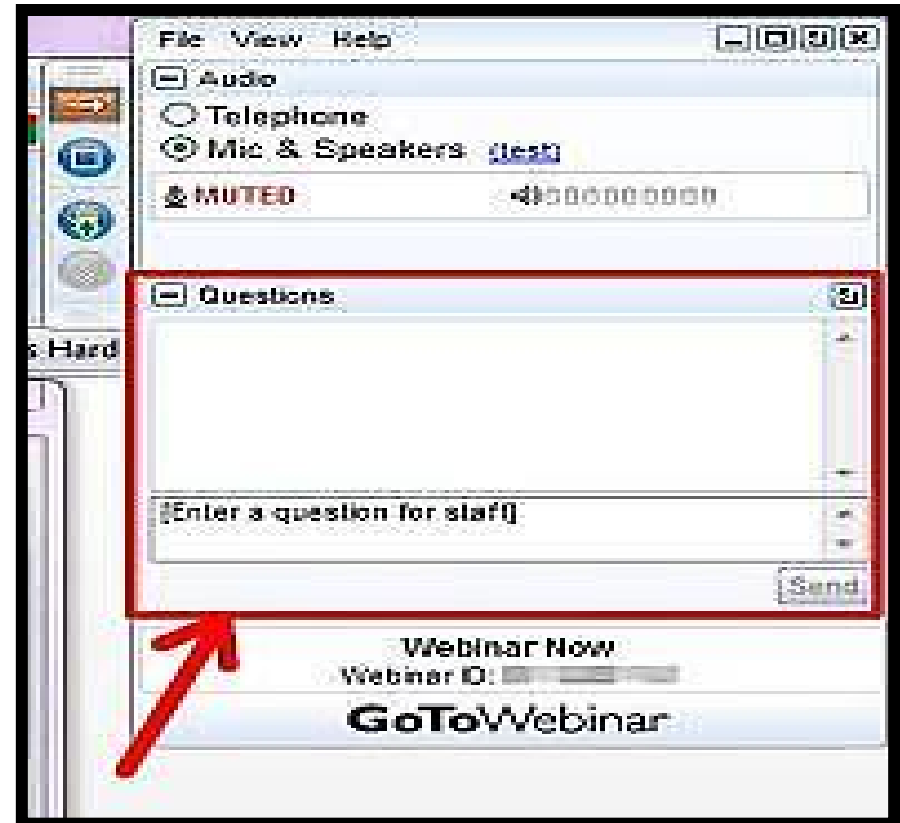 File View Help
Audio
Telephone
Mic & Speakers (test)
MUTED
Questions
s Hard
[Enter a question for staff]
Send
Webinar Now
Webinar ID:
GoToWebinar